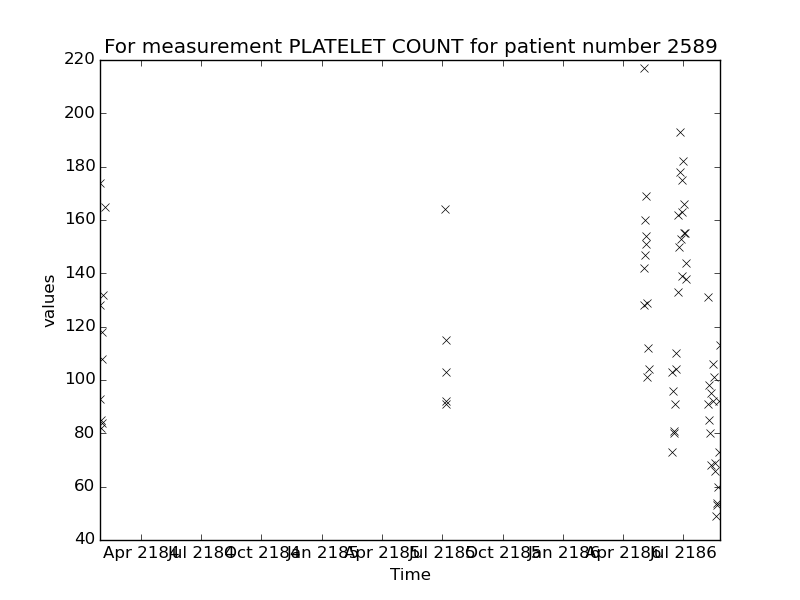 For measurement PLATELET COUNT for patient number 2589
220
200
180
160
140
120
100
80
60
40
values
Apr 2184 Jul 2184 Oct 2184 Jan 2185 Apr 2185 Jul 2185 Oct 2185 Jan 2186 Apr 2186 Jul 2186
Time